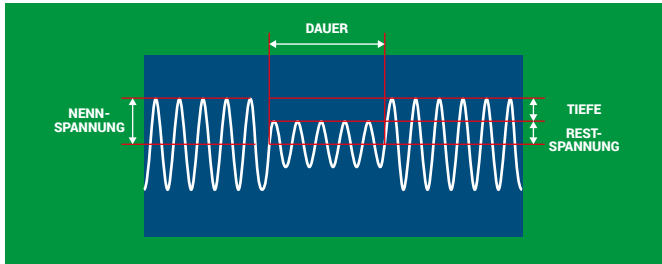 DAUER
NENN-
SPANNUNG
TIEFE
REST-
SPANNUNG